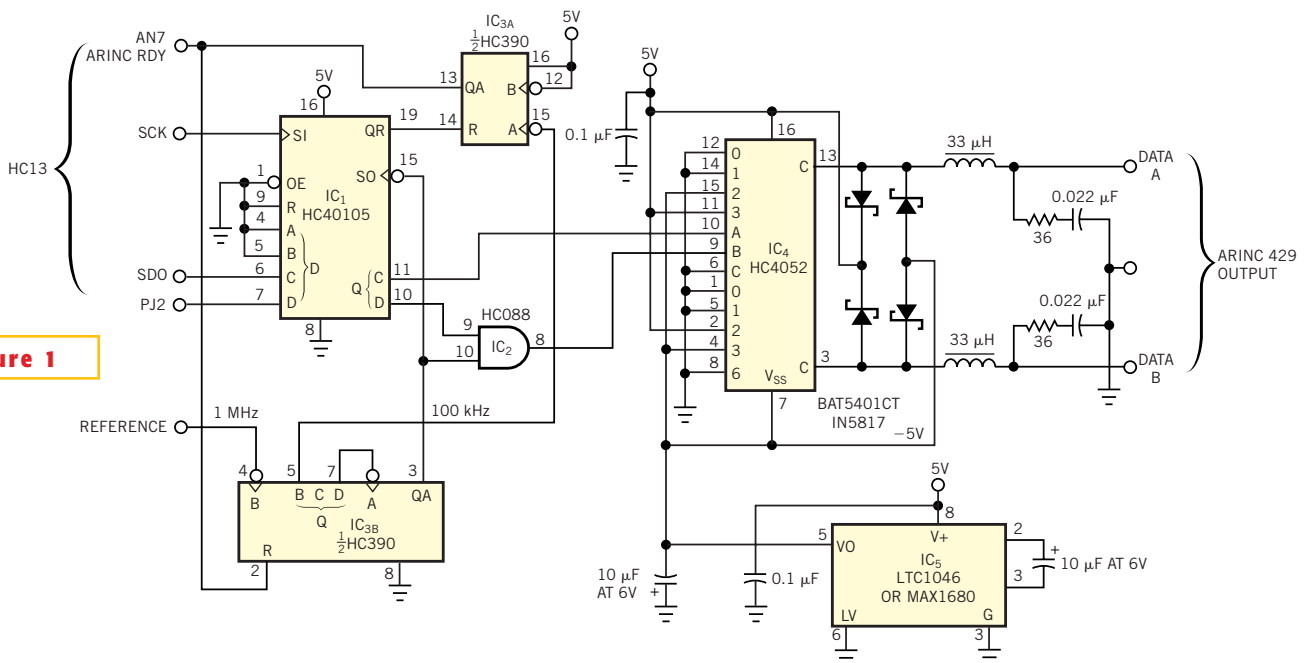 AN7
ARINC RDY
SCK
HC13
SDO
PJ2
ure 1
REFERENCE
1 MHz
5V
16
SI
QR
19
1
OE
SO
15
9
R
IC1
HC40105
4
A
5
B
6
C
D
7
D
Q
C
11
D
10
8
IC3A
½HC390
5V
16
13
QA
B
12
14
R
A
15
HC088
9
10
IC2
8
100 kHz
4
5
7
3
B
B C D
A
QA
Q
IC3B
½HC390
R
2
8
5V
0.1 µF
16
12
0
14
1
15
2
11
3
10
A
9
B
6
C
1
0
5
1
2
2
4
3
8
6
C
13
IC4
HC4052
C
3
VSS
7
BAT5401CT
IN5817
−5V
33 µH
DATA
A
0.022 µF
36
ARINC 429
OUTPUT
0.022 µF
36
33 µH
DATA
B
5V
8
5
VO
V+
2
IC5
LTC1046
OR MAX1680
3
10 µF AT 6V
+
LV
G
6
3
10 µF
AT 6V
+
0.1 µF